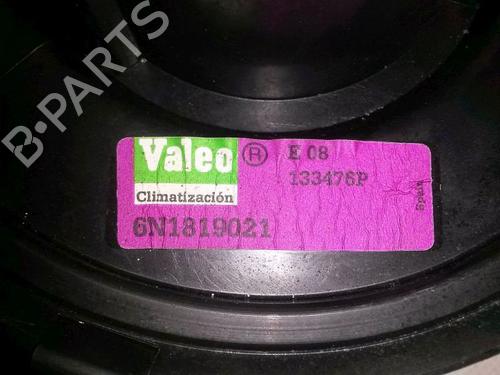 B-PARTS
Valeo ® E 08
133476P
Climatización
6N1819021
Spain